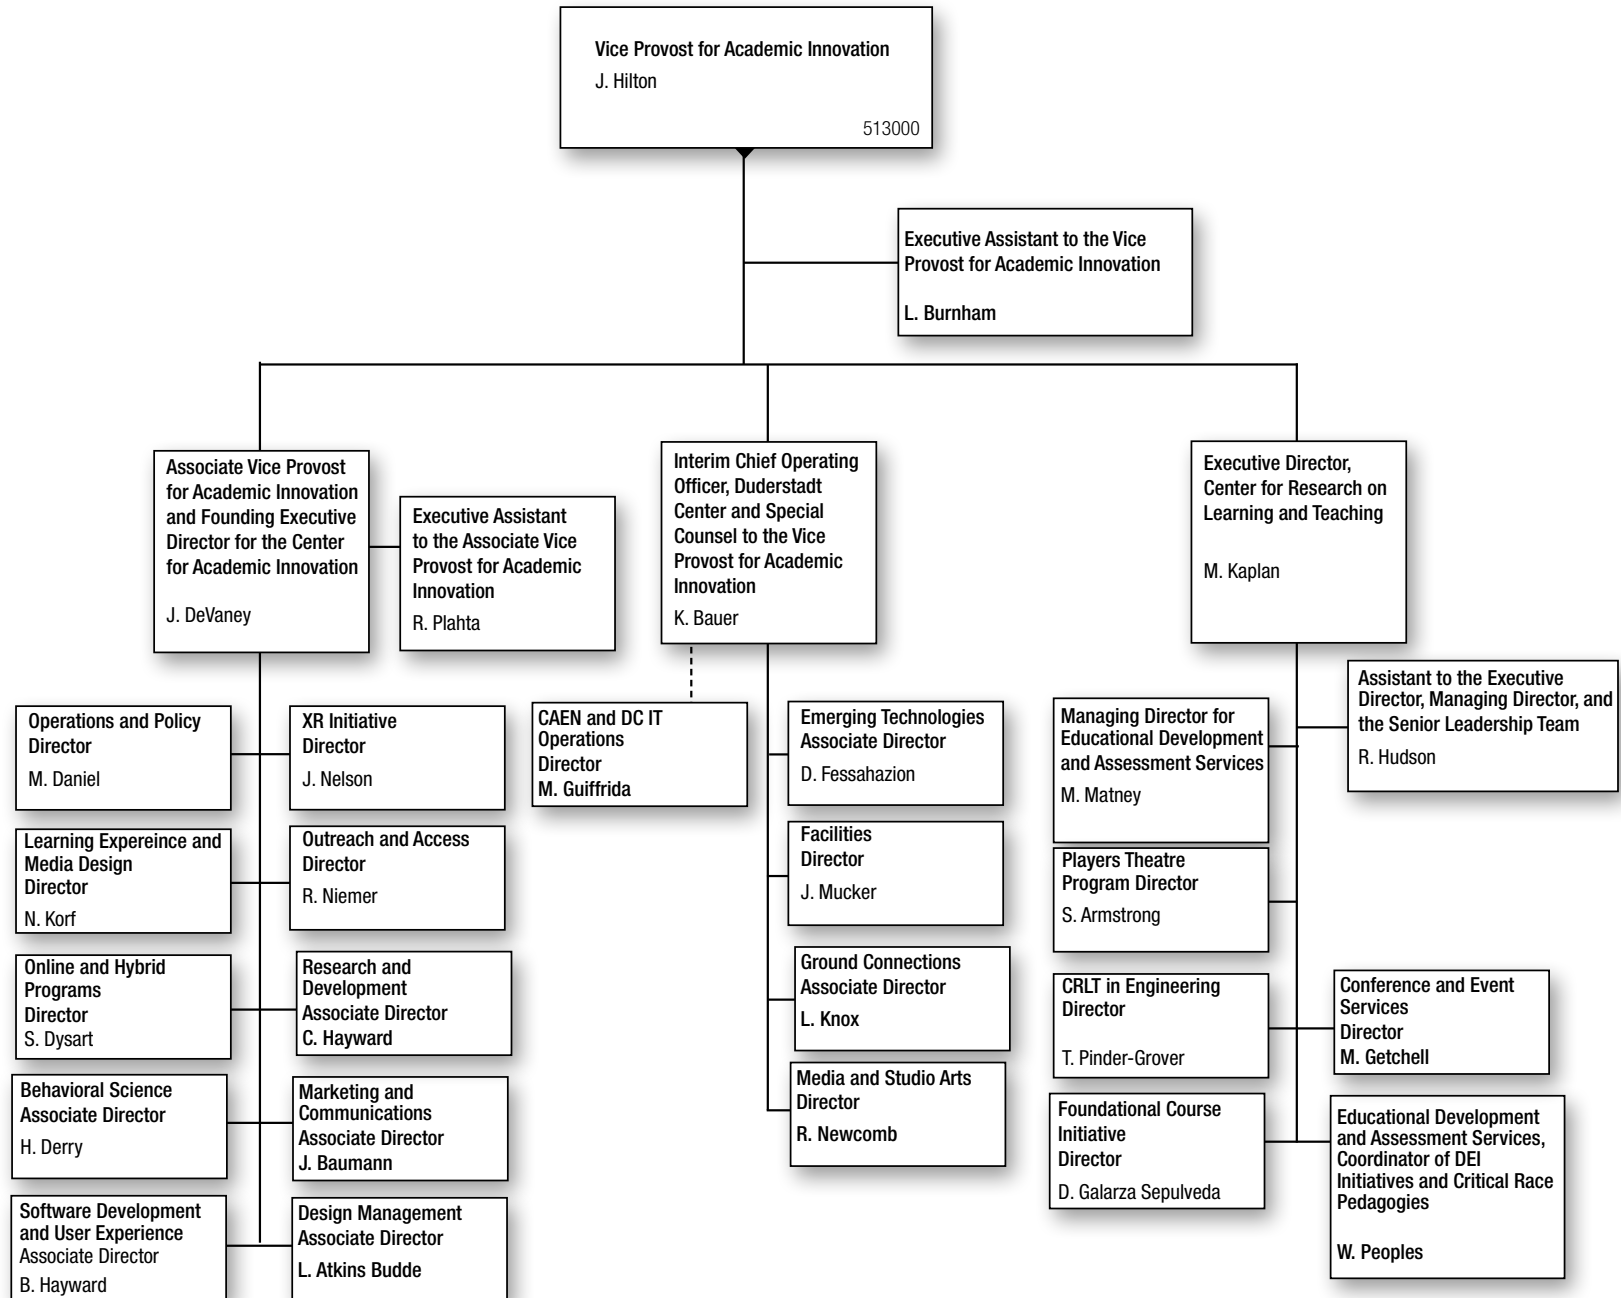 Vice Provost for Academic Innovation
J. Hilton
513000
Executive Assistant to the Vice
Provost for Academic Innovation
L. Burnham
Associate Vice Provost
for Academic Innovation
and Founding Executive
Director for the Center
for Academic Innovation
J. DeVaney
Executive Assistant
to the Associate Vice
Provost for Academic
Innovation
R. Plahta
Interim Chief Operating
Officer, Duderstadt
Center and Special
Counsel to the Vice
Provost for Academic
Innovation
K. Bauer
Executive Director,
Center for Research on
Learning and Teaching
M. Kaplan
Operations and Policy
Director
M. Daniel
XR Initiative
Director
J. Nelson
Learning Expereince and
Media Design
Director
N. Korf
Outreach and Access
Director
R. Niemer
Online and Hybrid
Programs
Director
S. Dysart
Research and
Development
Associate Director
C. Hayward
Behavioral Science
Associate Director
H. Derry
Marketing and
Communications
Associate Director
J. Baumann
Software Development
and User Experience
Associate Director
B. Hayward
Design Management
Associate Director
L. Atkins Budde
CAEN and DC IT
Operations
Director
M. Guiffrida
Emerging Technologies
Associate Director
D. Fessahazion
Facilities
Director
J. Mucker
Ground Connections
Associate Director
L. Knox
Media and Studio Arts
Director
R. Newcomb
Assistant to the Executive
Director, Managing Director, and
the Senior Leadership Team
R. Hudson
Managing Director for
Educational Development
and Assessment Services
M. Matney
Players Theatre
Program Director
S. Armstrong
CRLT in Engineering
Director
T. Pinder-Grover
Conference and Event
Services
Director
M. Getchell
Foundational Course
Initiative
Director
D. Galarza Sepulveda
Educational Development
and Assessment Services,
Coordinator of DEI
Initiatives and Critical Race
Pedagogies
W. Peoples